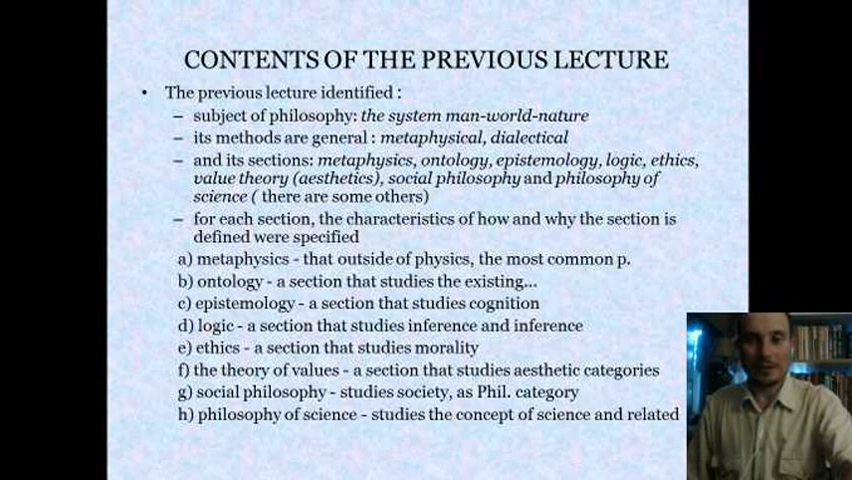 CONTENTS OF THE PREVIOUS LECTURE
• The previous lecture identified :
– subject of philosophy: the system man-world-nature
– its methods are general : metaphysical, dialectical
– and its sections: metaphysics, ontology, epistemology, logic, ethics,
value theory (aesthetics), social philosophy and philosophy of
science ( there are some others)
– for each section, the characteristics of how and why the section is
defined were specified
a) metaphysics - that outside of physics, the most common p.
b) ontology - a section that studies the existing...
c) epistemology - a section that studies cognition
d) logic - a section that studies inference and inference
e) ethics - a section that studies morality
f) the theory of values - a section that studies aesthetic categories
g) social philosophy - studies society, as Phil. category
h) philosophy of science - studies the concept of science and related